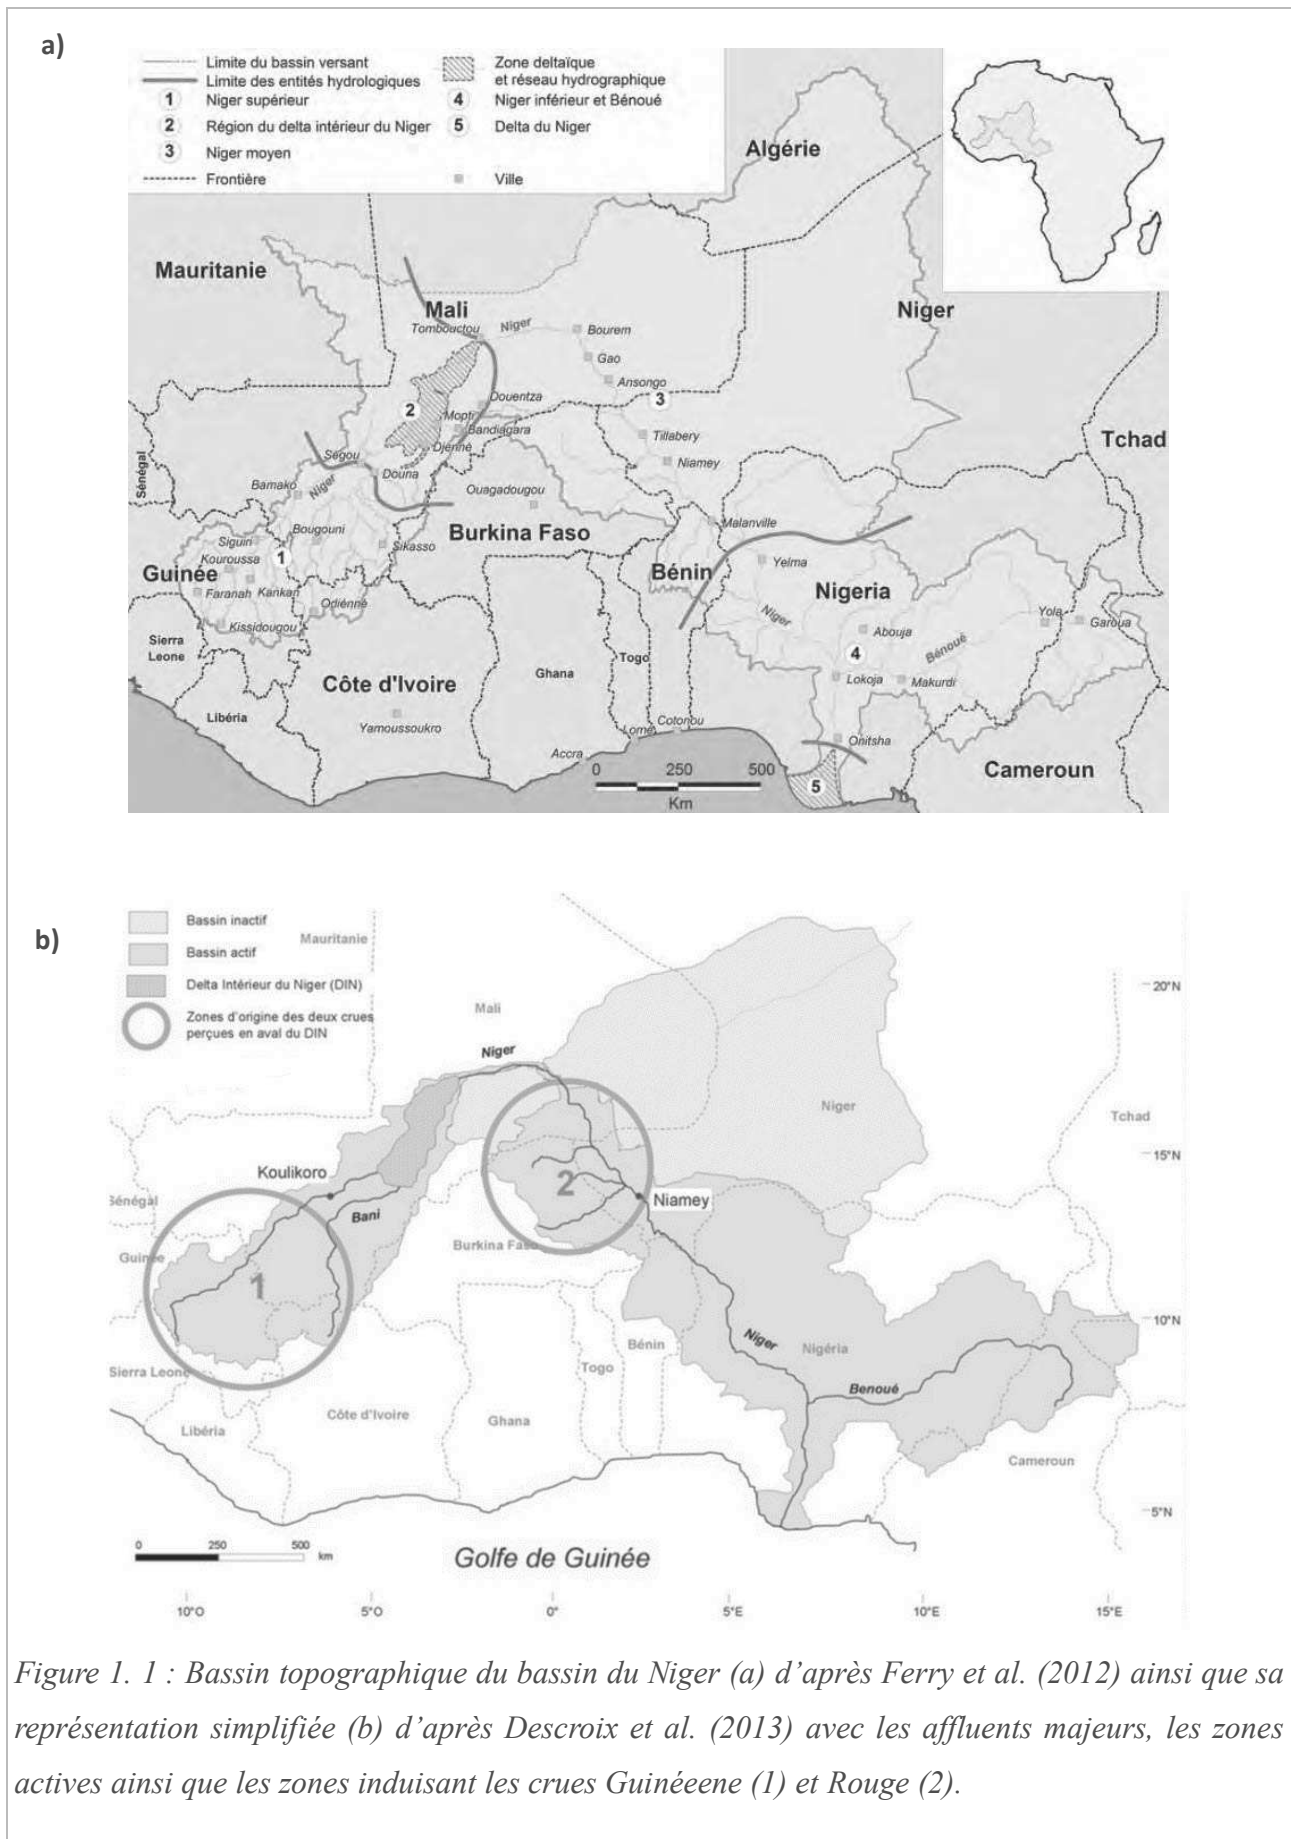 a)
Limite du bassin versant
Limite des entités hydrologiques
1 Niger supérieur
2 Région du delta intérieur du Niger
3 Niger moyen
Frontière
Zone deltaïque
et réseau hydrographique
4 Niger inférieur et Bénoué
5 Delta du Niger
Ville
Algérie
Mauritanie
Mali
Niger
Tombouctou
Niger
Bourem
Gao
Ansongo
3
Douentza
2
Mopti
Bandiagara
Djenné
Tillabery
Niamey
Tchad
Sénégal
Ségou
Douna
Bamako
Niger
Ouagadougou
Burkina Faso
Malanville
Bougouni
Siguiri
Sikasso
1
Kouroussa
Guinée
Faranah
Kankan
Odiénné
Kissidougou
Bénin
Yelma
Nigeria
Niger
Abouja
Yola
Garoua
Bénoué
4
Lokoja
Makurdi
Sierra
Leone
Libéria
Côte d'Ivoire
Yamoussoukro
Ghana
Togo
Cotonou
Lomé
Accra
Onitsha
Cameroun
5
0 250 500
Km
b)
Bassin inactif
Bassin actif
Delta Intérieur du Niger (DIN)
Zones d'origine des deux crues
perçues en aval du DIN
Mauritanie
Mali
Niger
20°N
Niger
Tchad
15°N
Koulikoro
Sénégal
Bani
2
Niamey
Guinée
Burkina Faso
1
10°N
Niger
Nigéria
Bénin
Togo
Sierra Leone
Benoué
Côte d'Ivoire
Ghana
Libéria
Cameroun
5°N
0 250 500
km
Golfe de Guinée
10°O 5°O 0° 5°E 10°E 15°E
Figure 1. 1 : Bassin topographique du bassin du Niger (a) d’après Ferry et al. (2012) ainsi que sa
représentation simplifiée (b) d’après Descroix et al. (2013) avec les affluents majeurs, les zones
actives ainsi que les zones induisant les crues Guinéeene (1) et Rouge (2).